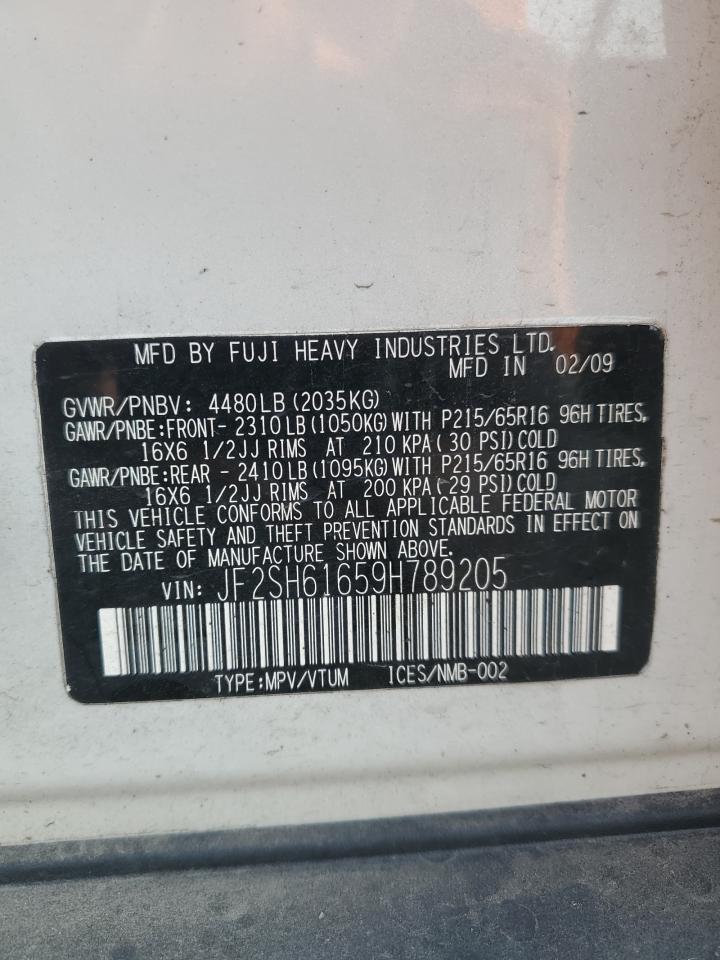 MFD BY FUJI HEAVY INDUSTRIES LTD.
MFD IN 02/09
GVWR/PNBV: 4480LB(2035KG)
GAWR/PNBE:FRONT- 2310LB(1050KG)WITH P215/65R16 96H TIRES,
16X6 1/2JJ RIMS AT 210 KPA(30 PSI)COLD
GAWR/PNBE:REAR - 2410LB(1095KG)WITH P215/65R16 96H TIRES,
16X6 1/2JJ RIMS AT 200 KPA(29 PSI)COLD
THIS VEHICLE CONFORMS TO ALL APPLICABLE FEDERAL MOTOR
VEHICLE SAFETY AND THEFT PREVENTION STANDARDS IN EFFECT ON
THE DATE OF MANUFACTURE SHOWN ABOVE.
VIN: JF2SH61659H789205
TYPE:MPV/VTUM ICES/NMB-002